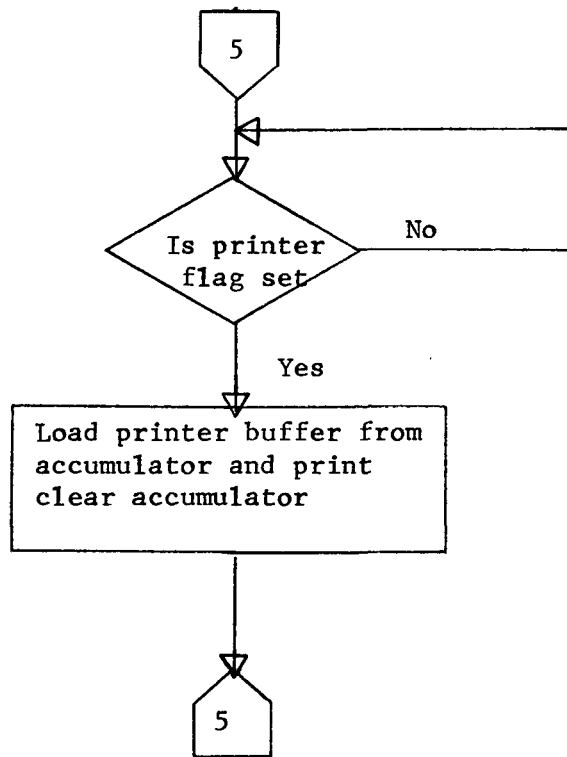 5
Is printer
flag set
No
Yes
Load printer buffer from
accumulator and print
clear accumulator
5